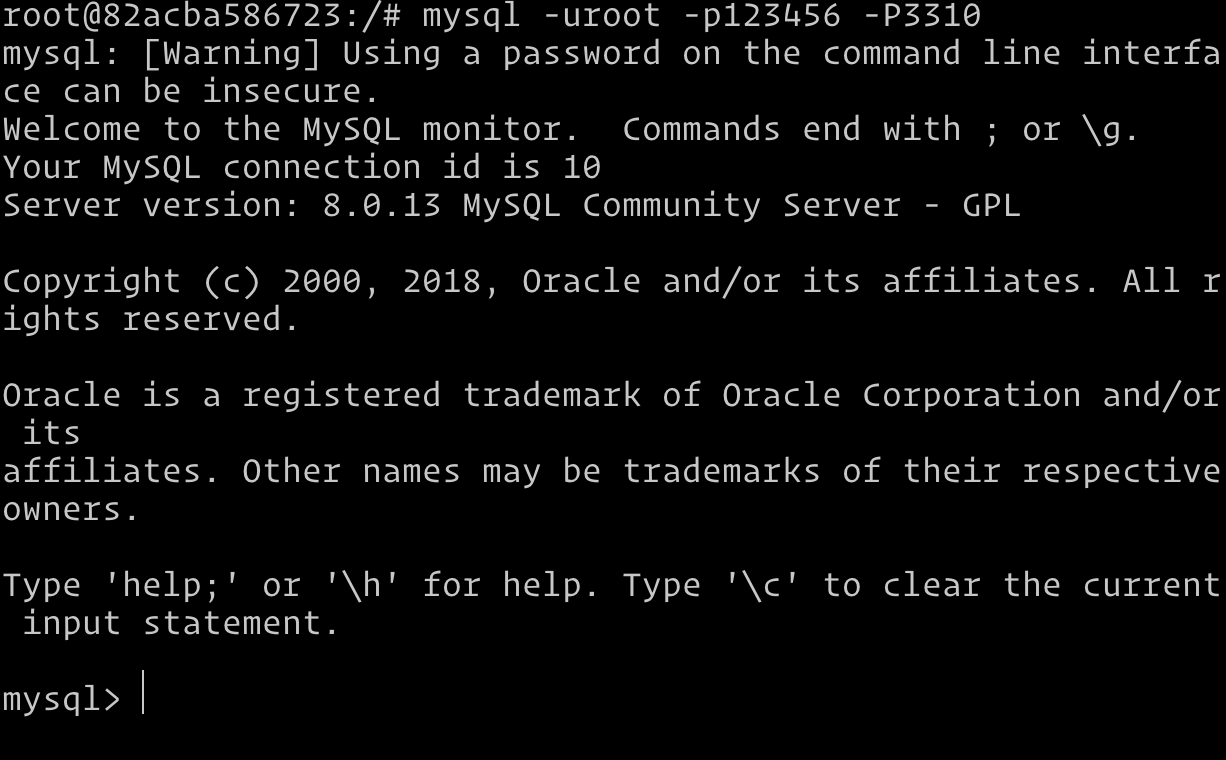 root@82acba586723:/# mysql -uroot -p123456 -P3310
mysql: [Warning] Using a password on the command line interfa
ce can be insecure.
Welcome to the MySQL monitor.  Commands end with ; or \g.
Your MySQL connection id is 10
Server version: 8.0.13 MySQL Community Server - GPL

Copyright (c) 2000, 2018, Oracle and/or its affiliates. All r
ights reserved.

Oracle is a registered trademark of Oracle Corporation and/or
 its
affiliates. Other names may be trademarks of their respective
owners.

Type 'help;' or '\h' for help. Type '\c' to clear the current
 input statement.

mysql>